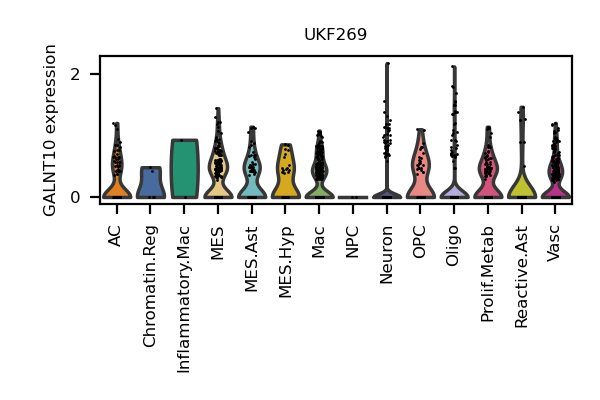 UKF269
GALNT10 expression
2
0
AC
Chromatin.Reg
Inflammatory.Mac
MES
MES.Ast
MES.Hyp
Mac
NPC
Neuron
OPC
Oligo
Prolif.Metab
Reactive.Ast
Vasc